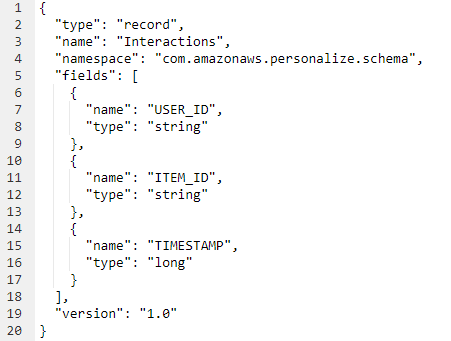 1 {
2   "type": "record",
3   "name": "Interactions",
4   "namespace": "com.amazonaws.personalize.schema",
5   "fields": [
6     {
7       "name": "USER_ID",
8       "type": "string"
9     },
10     {
11       "name": "ITEM_ID",
12       "type": "string"
13     },
14     {
15       "name": "TIMESTAMP",
16       "type": "long"
17     }
18   ],
19   "version": "1.0"
20 }